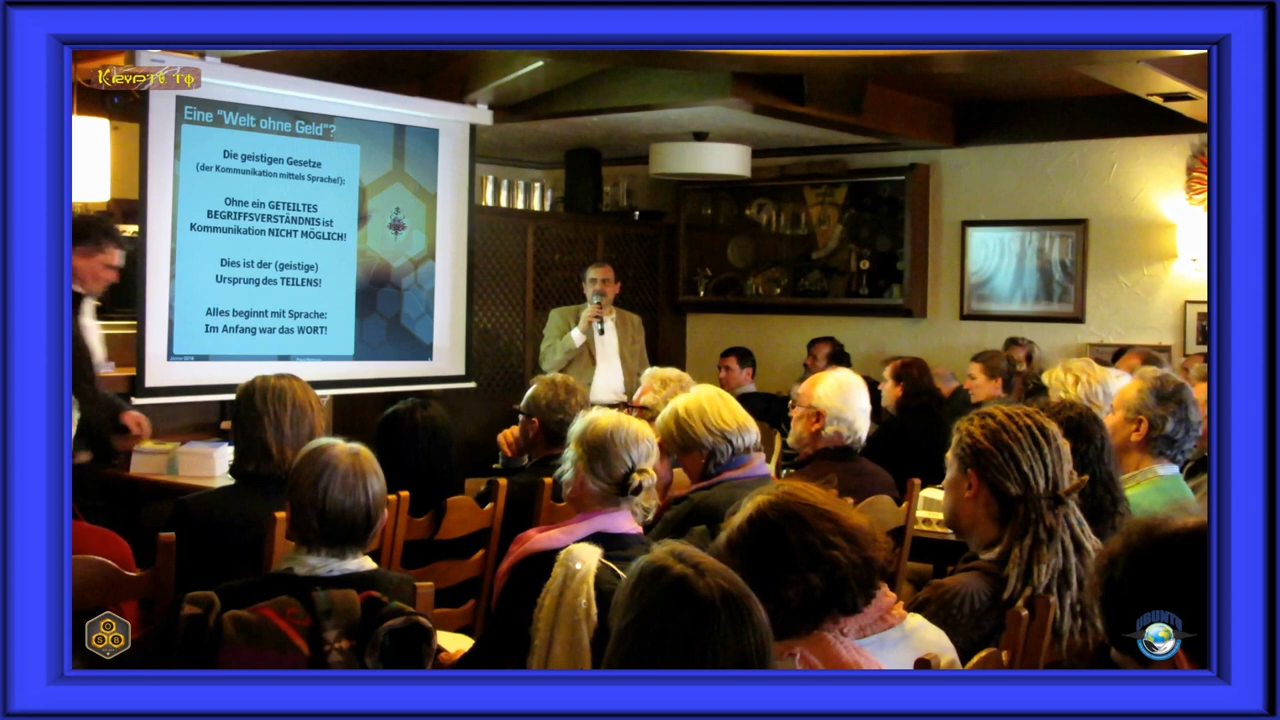 Eine "Welt ohne Geld"?
Die geistigen Gesetze
(der Kommunikation mittels Sprache!):
Ohne ein GETEILTES
BEGRIFFSVERSTÄNDNIS ist
Kommunikation NICHT MÖGLICH!
Dies ist der (geistige)
Ursprung des TEILENS!
Alles beginnt mit Sprache:
Im Anfang war das WORT!
UBUNTU